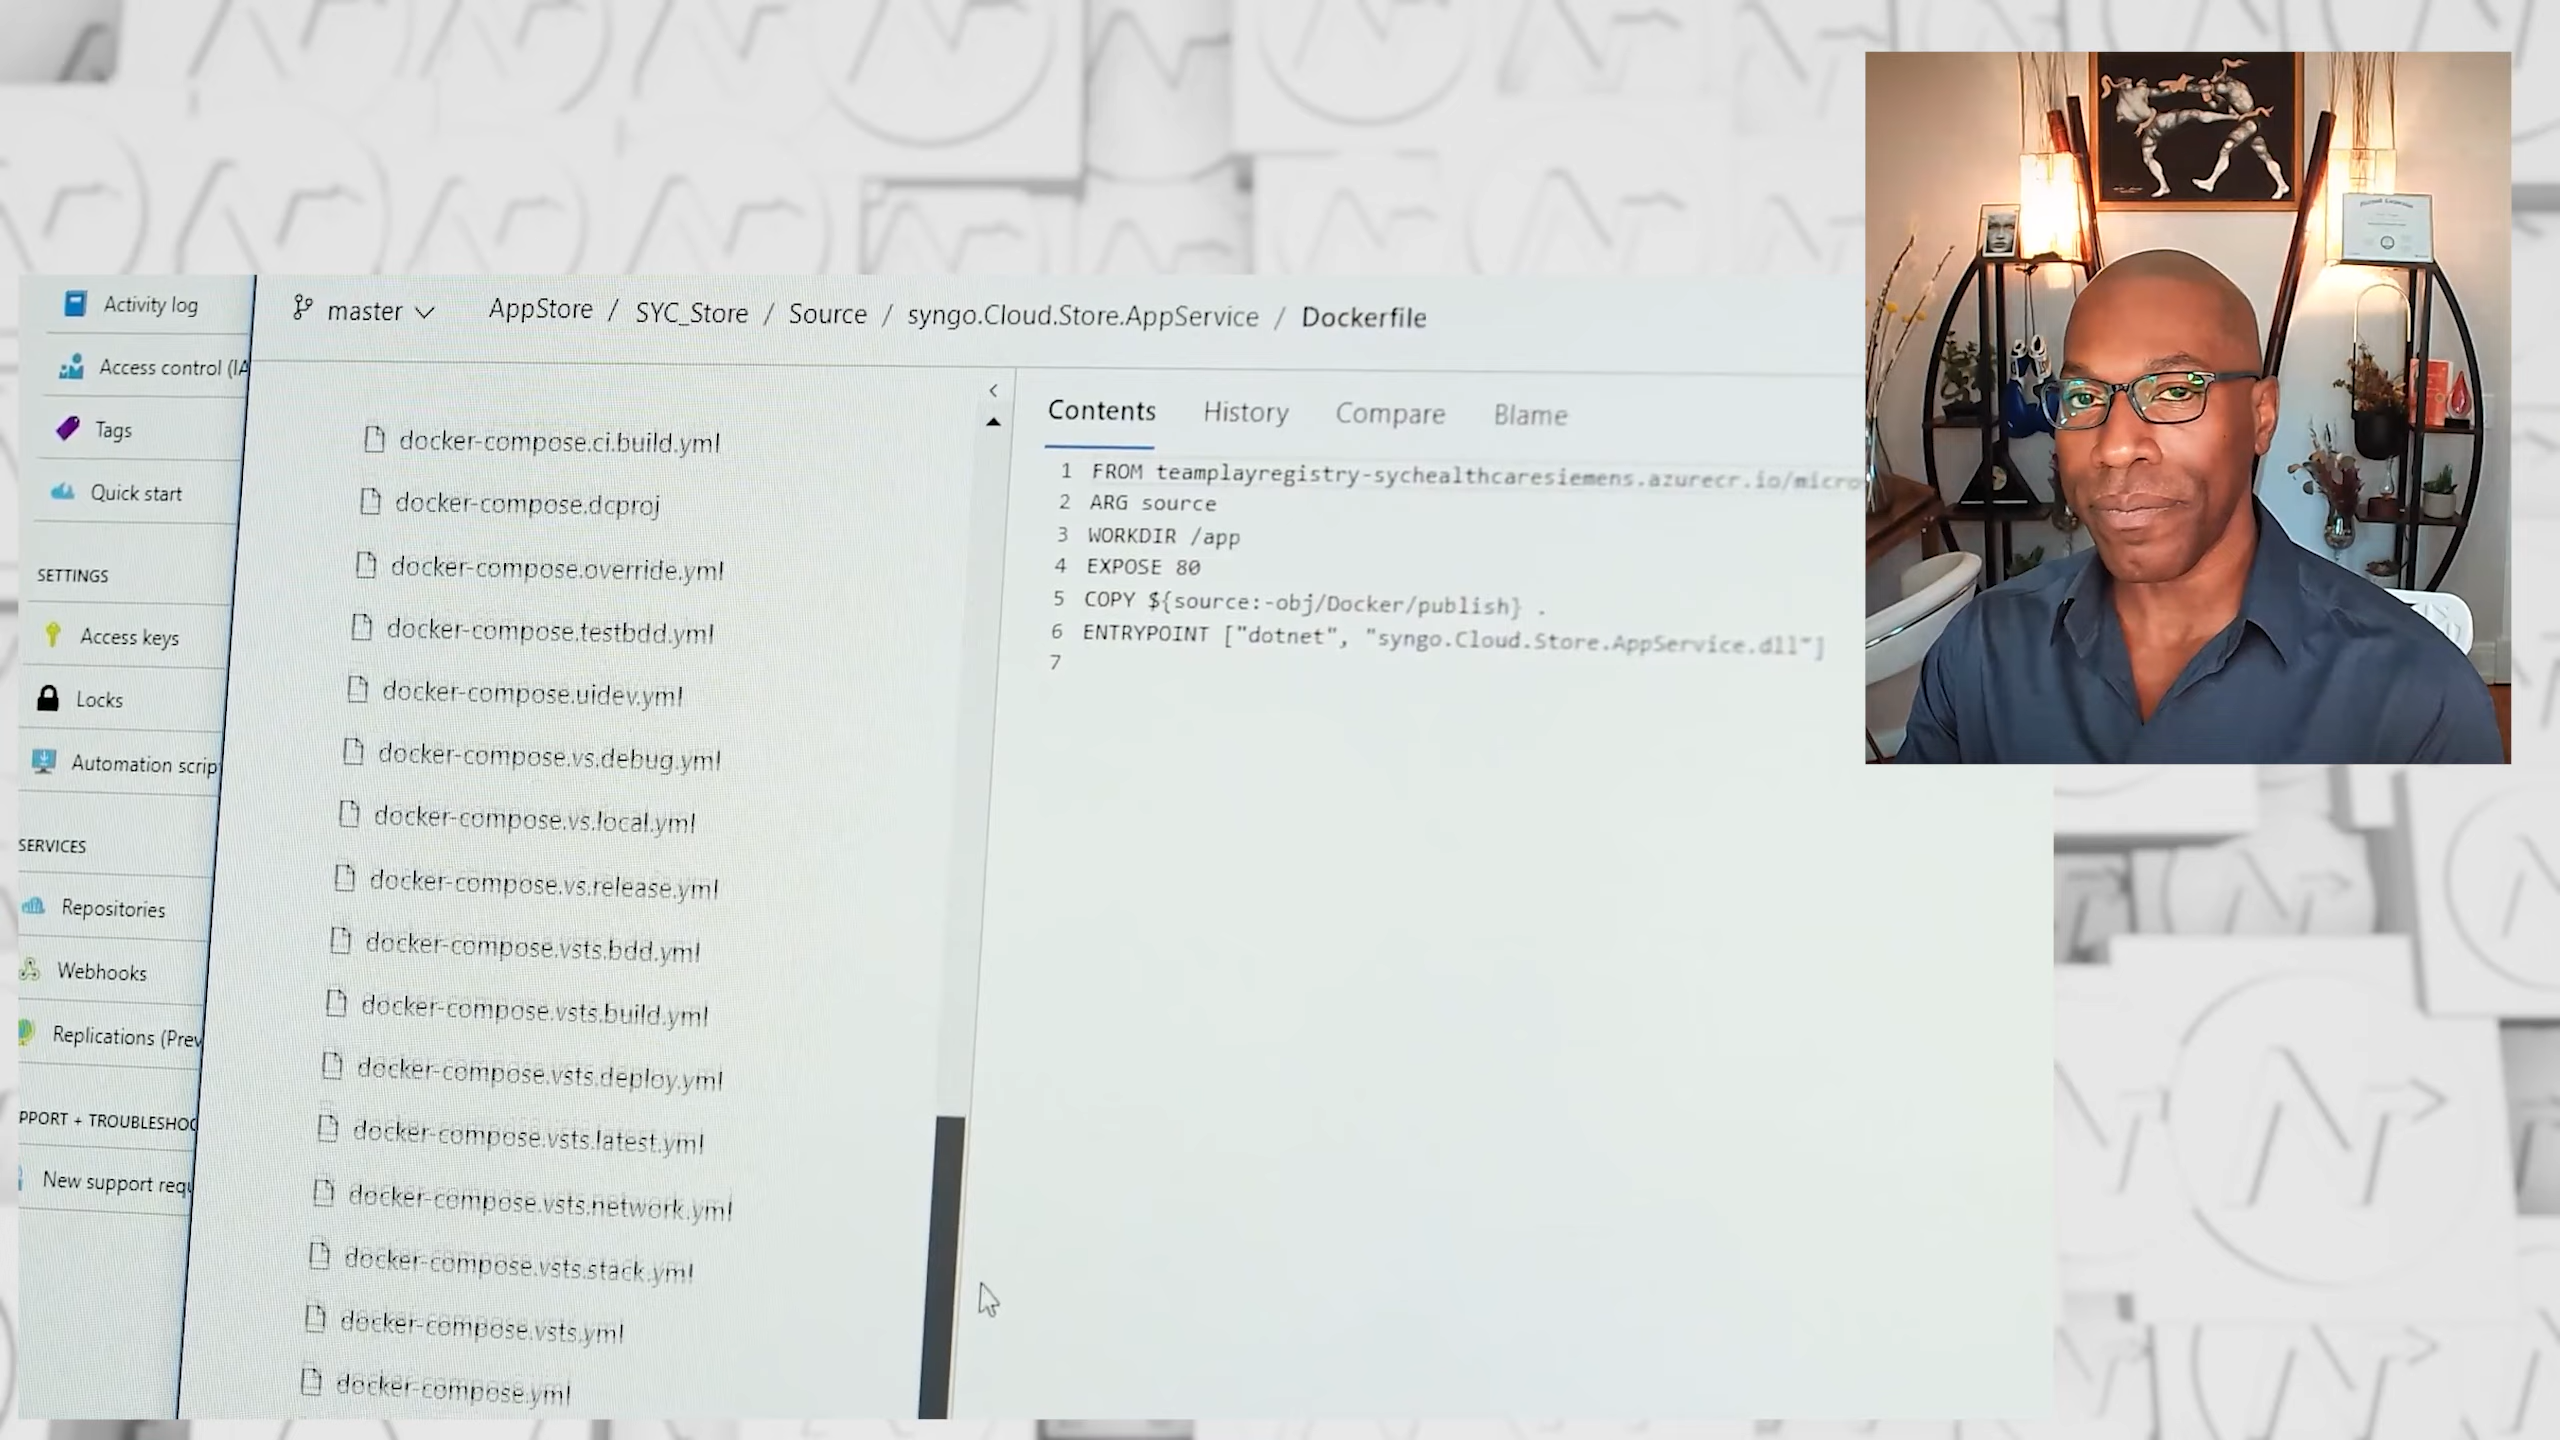 Activity log
Access control (IA
Tags
Quick start
SETTINGS
Access keys
Locks
Automation scrip
SERVICES
Repositories
Webhooks
Replications (Prev
PPORT + TROUBLESHOO
New support requ
master
AppStore / SYC_Store / Source / syngo.Cloud.Store.AppService / Dockerfile
docker-compose.ci.build.yml
docker-compose.dcproj
docker-compose.override.yml
docker-compose.testbdd.yml
docker-compose.uidev.yml
docker-compose.vs.debug.yml
docker-compose.vs.local.yml
docker-compose.vs.release.yml
docker-compose.vsts.bdd.yml
docker-compose.vsts.build.yml
docker-compose.vsts.deploy.yml
docker-compose.vsts.latest.yml
docker-compose.vsts.network.yml
docker-compose.vsts.stack.yml
docker-compose.vsts.yml
docker-compose.yml
Contents History Compare Blame
1 FROM teamplayregistry-sychealthcaresiemens.azurecr.io/micro
2 ARG source
3 WORKDIR /app
4 EXPOSE 80
5 COPY ${source:-obj/Docker/publish} .
6 ENTRYPOINT ["dotnet", "syngo.Cloud.Store.AppService.dll"]
7